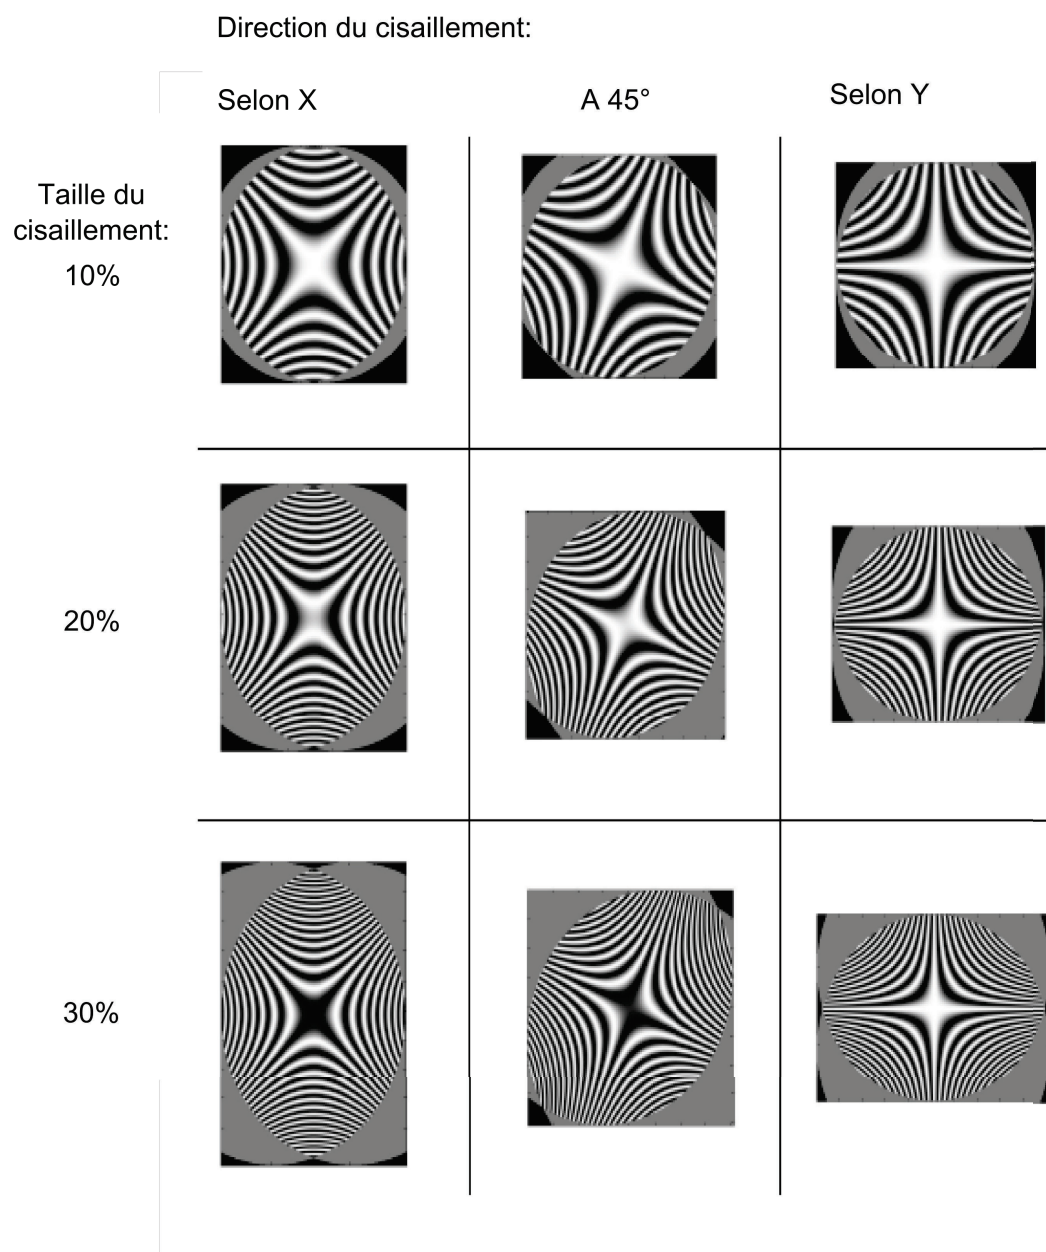 Direction du cisaillement:
Selon X
A 45°
Selon Y
Taille du
cisaillement:
10%
20%
30%